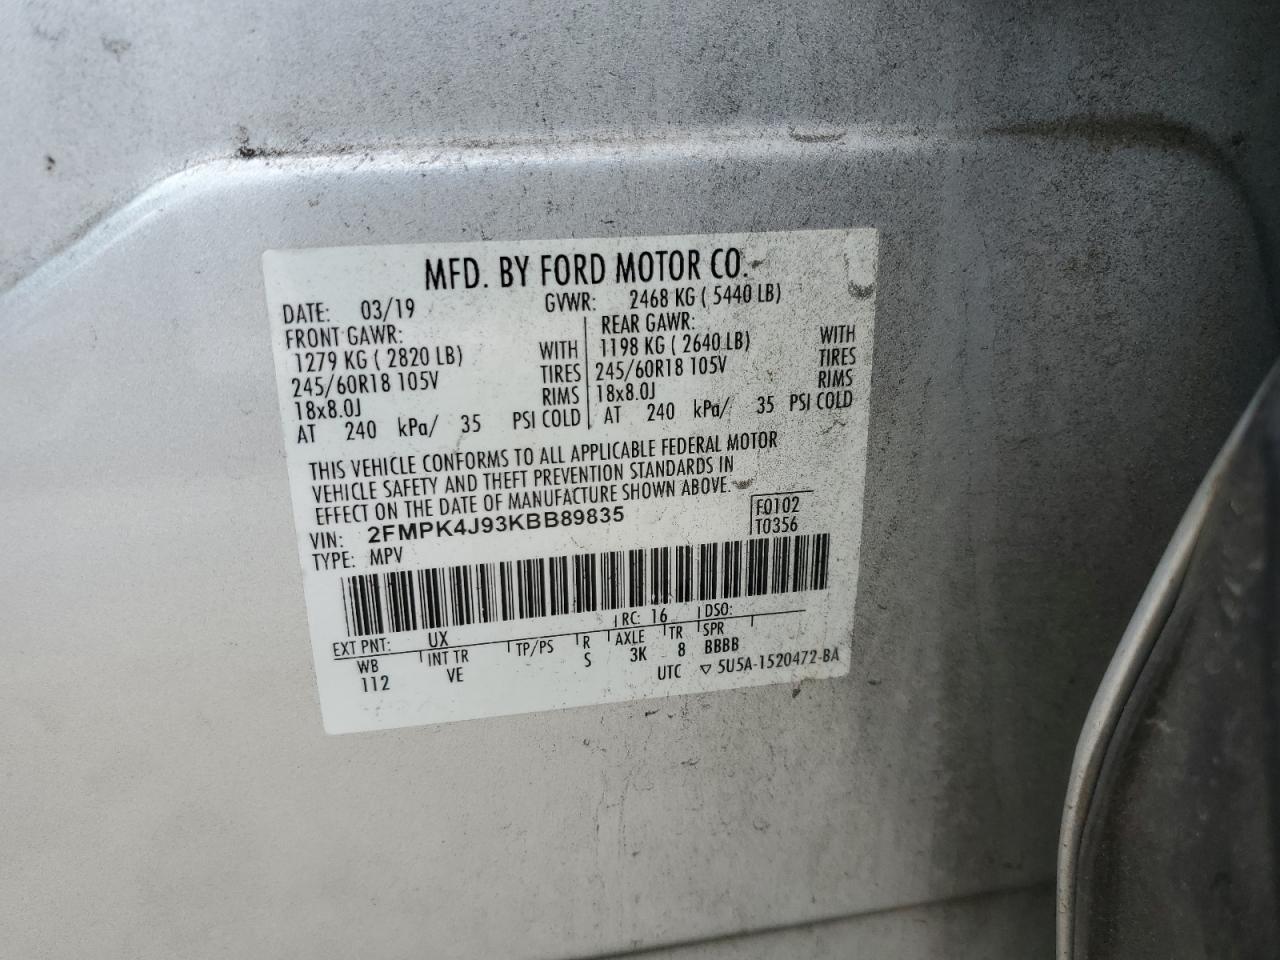 MFD. BY FORD MOTOR CO.
DATE: 03/19 GVWR: 2468 KG ( 5440 LB)
FRONT GAWR:
1279 KG ( 2820 LB) WITH
245/60R18 105V TIRES
18x8.0J RIMS
AT 240 kPa/ 35 PSI COLD
REAR GAWR:
1198 KG ( 2640 LB) WITH
245/60R18 105V TIRES
18x8.0J RIMS
AT 240 kPa/ 35 PSI COLD
THIS VEHICLE CONFORMS TO ALL APPLICABLE FEDERAL MOTOR
VEHICLE SAFETY AND THEFT PREVENTION STANDARDS IN
EFFECT ON THE DATE OF MANUFACTURE SHOWN ABOVE.
VIN: 2FMPK4J93KBB89835 F0102
TYPE: MPV T0356
EXT PNT: UX RC: 16 DSO:
WB INT TR TP/PS R AXLE TR SPR
112 VE S 3K 8 BBBB
UTC ▽ 5U5A-1520472-BA